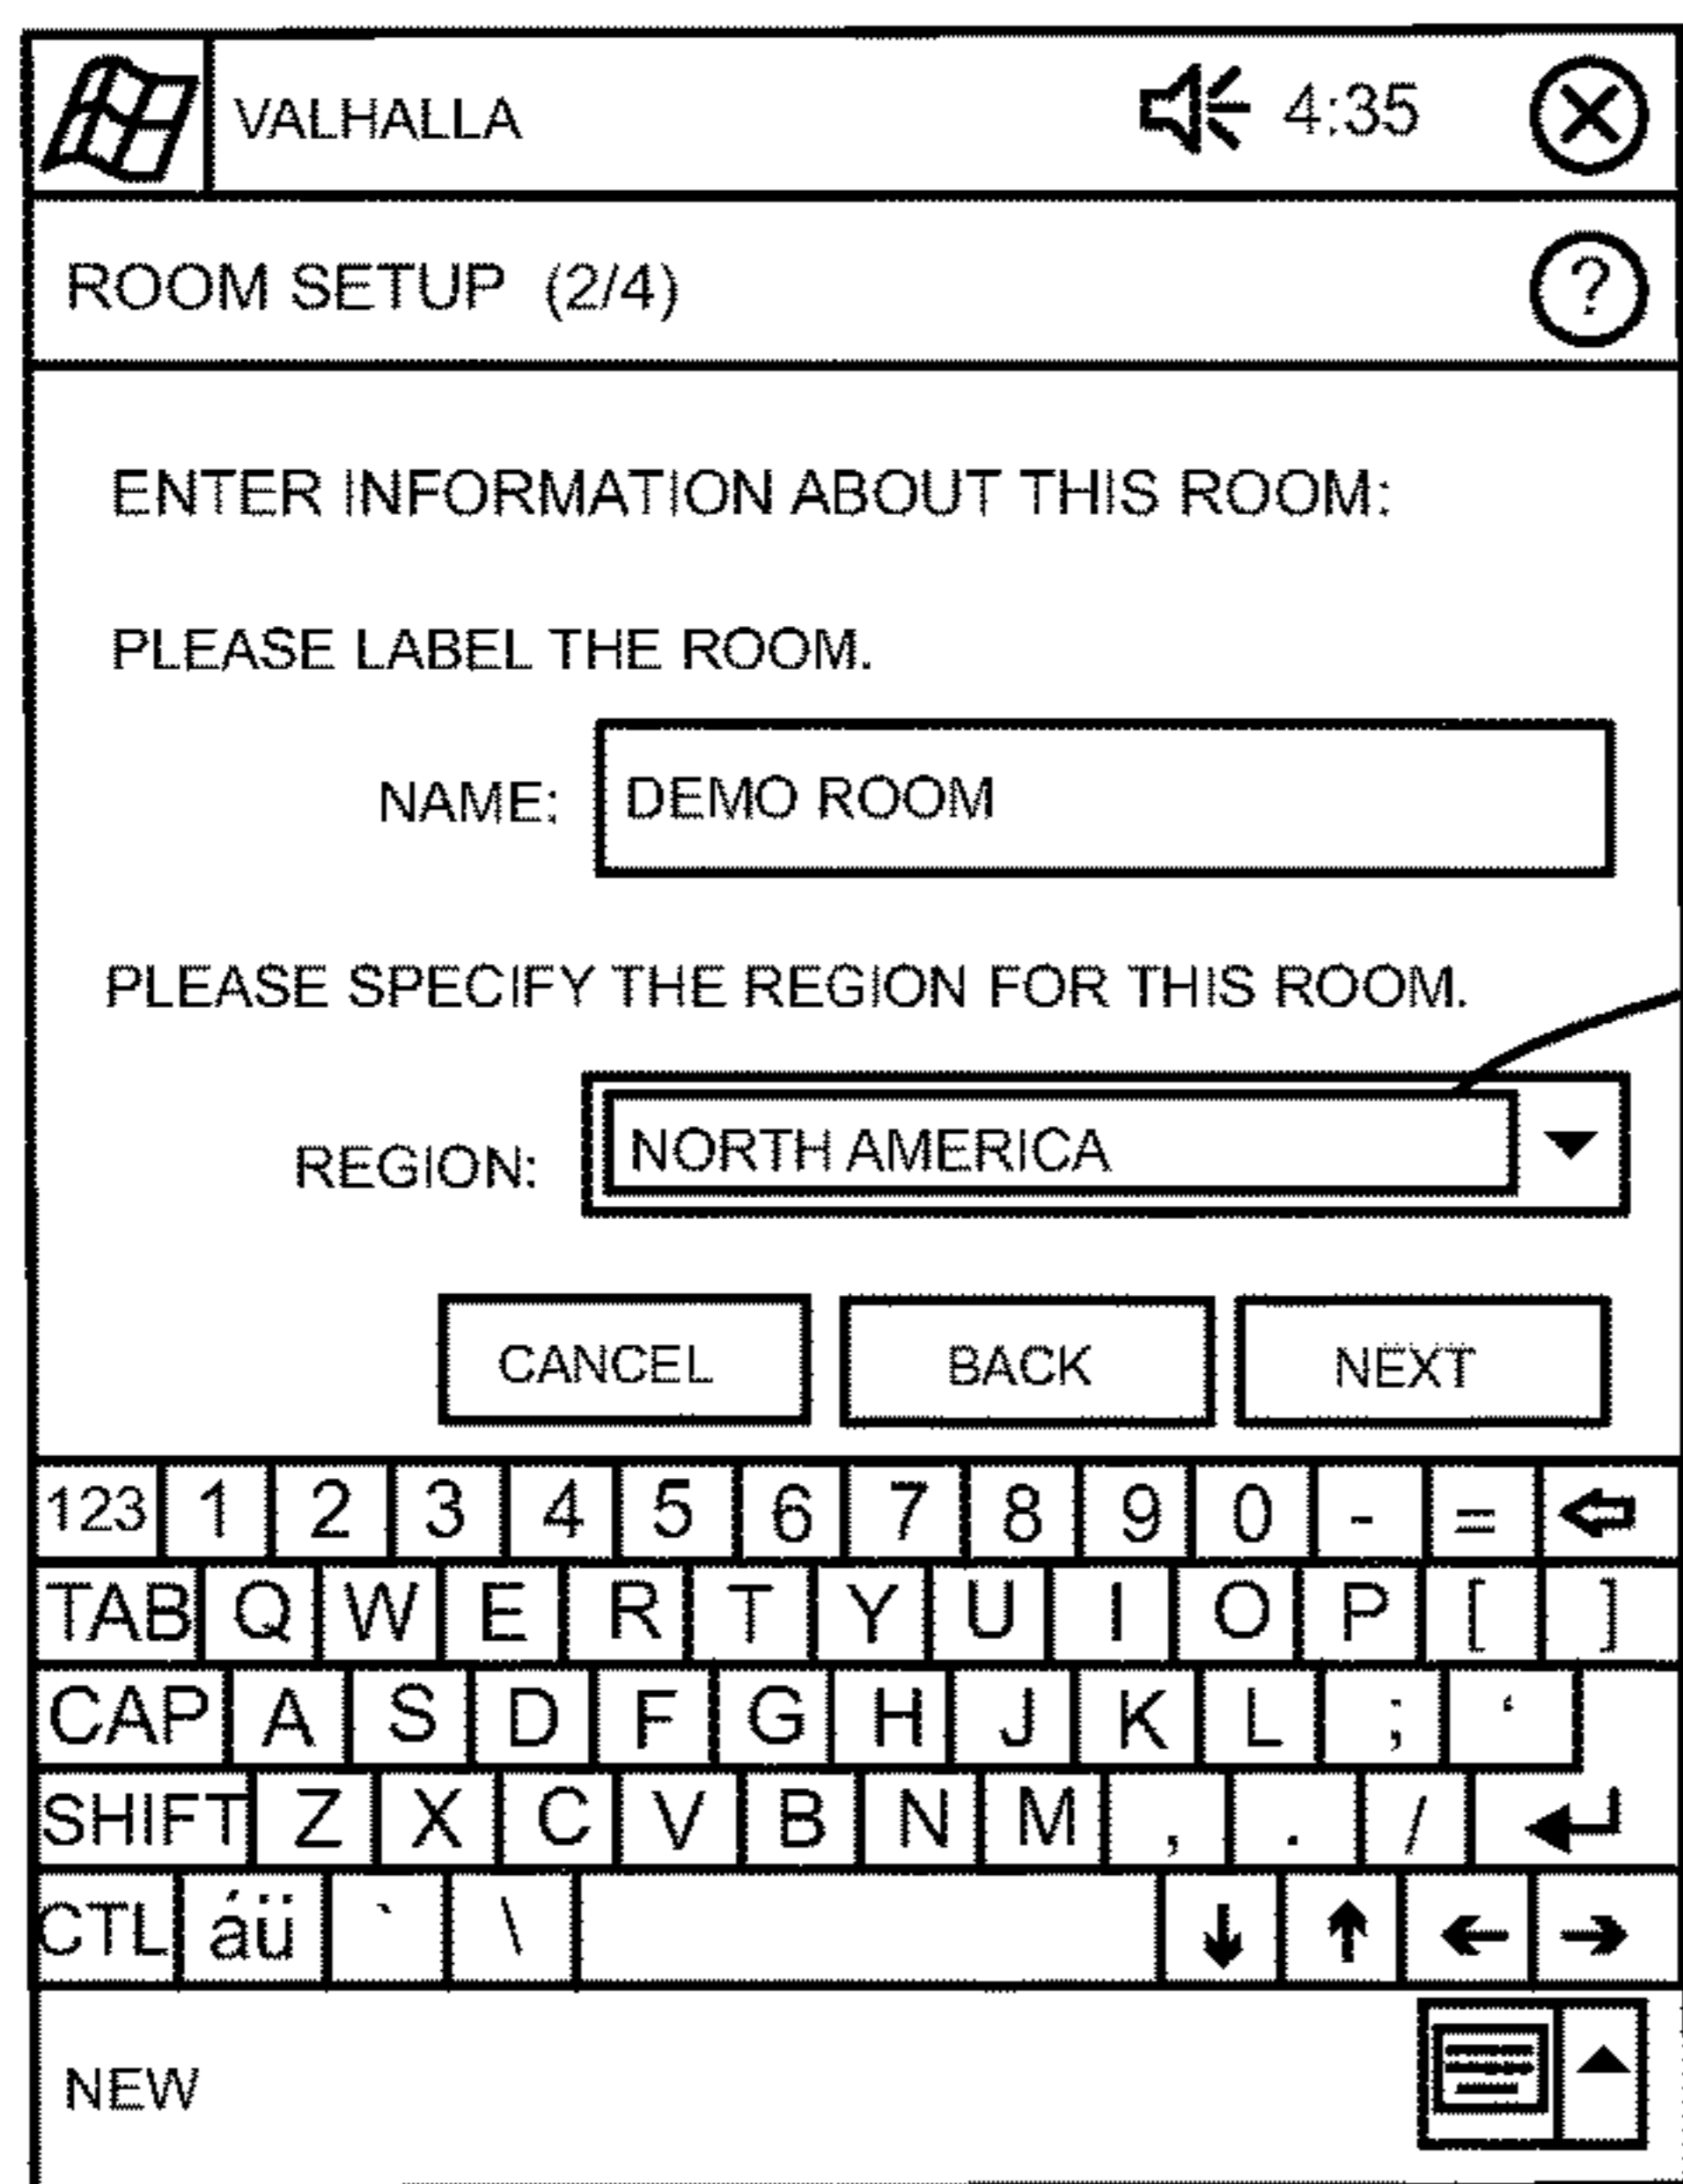 VALHALLA 4:35
ROOM SETUP (2/4) ?
ENTER INFORMATION ABOUT THIS ROOM:
PLEASE LABEL THE ROOM.
NAME: DEMO ROOM
PLEASE SPECIFY THE REGION FOR THIS ROOM.
REGION: NORTH AMERICA
CANCEL BACK NEXT
123 1 2 3 4 5 6 7 8 9 0 - =
TAB Q W E R T Y U I O P [ ]
CAP A S D F G H J K L ; ‘
SHIFT Z X C V B N M , . /
CTL áü ` \
NEW